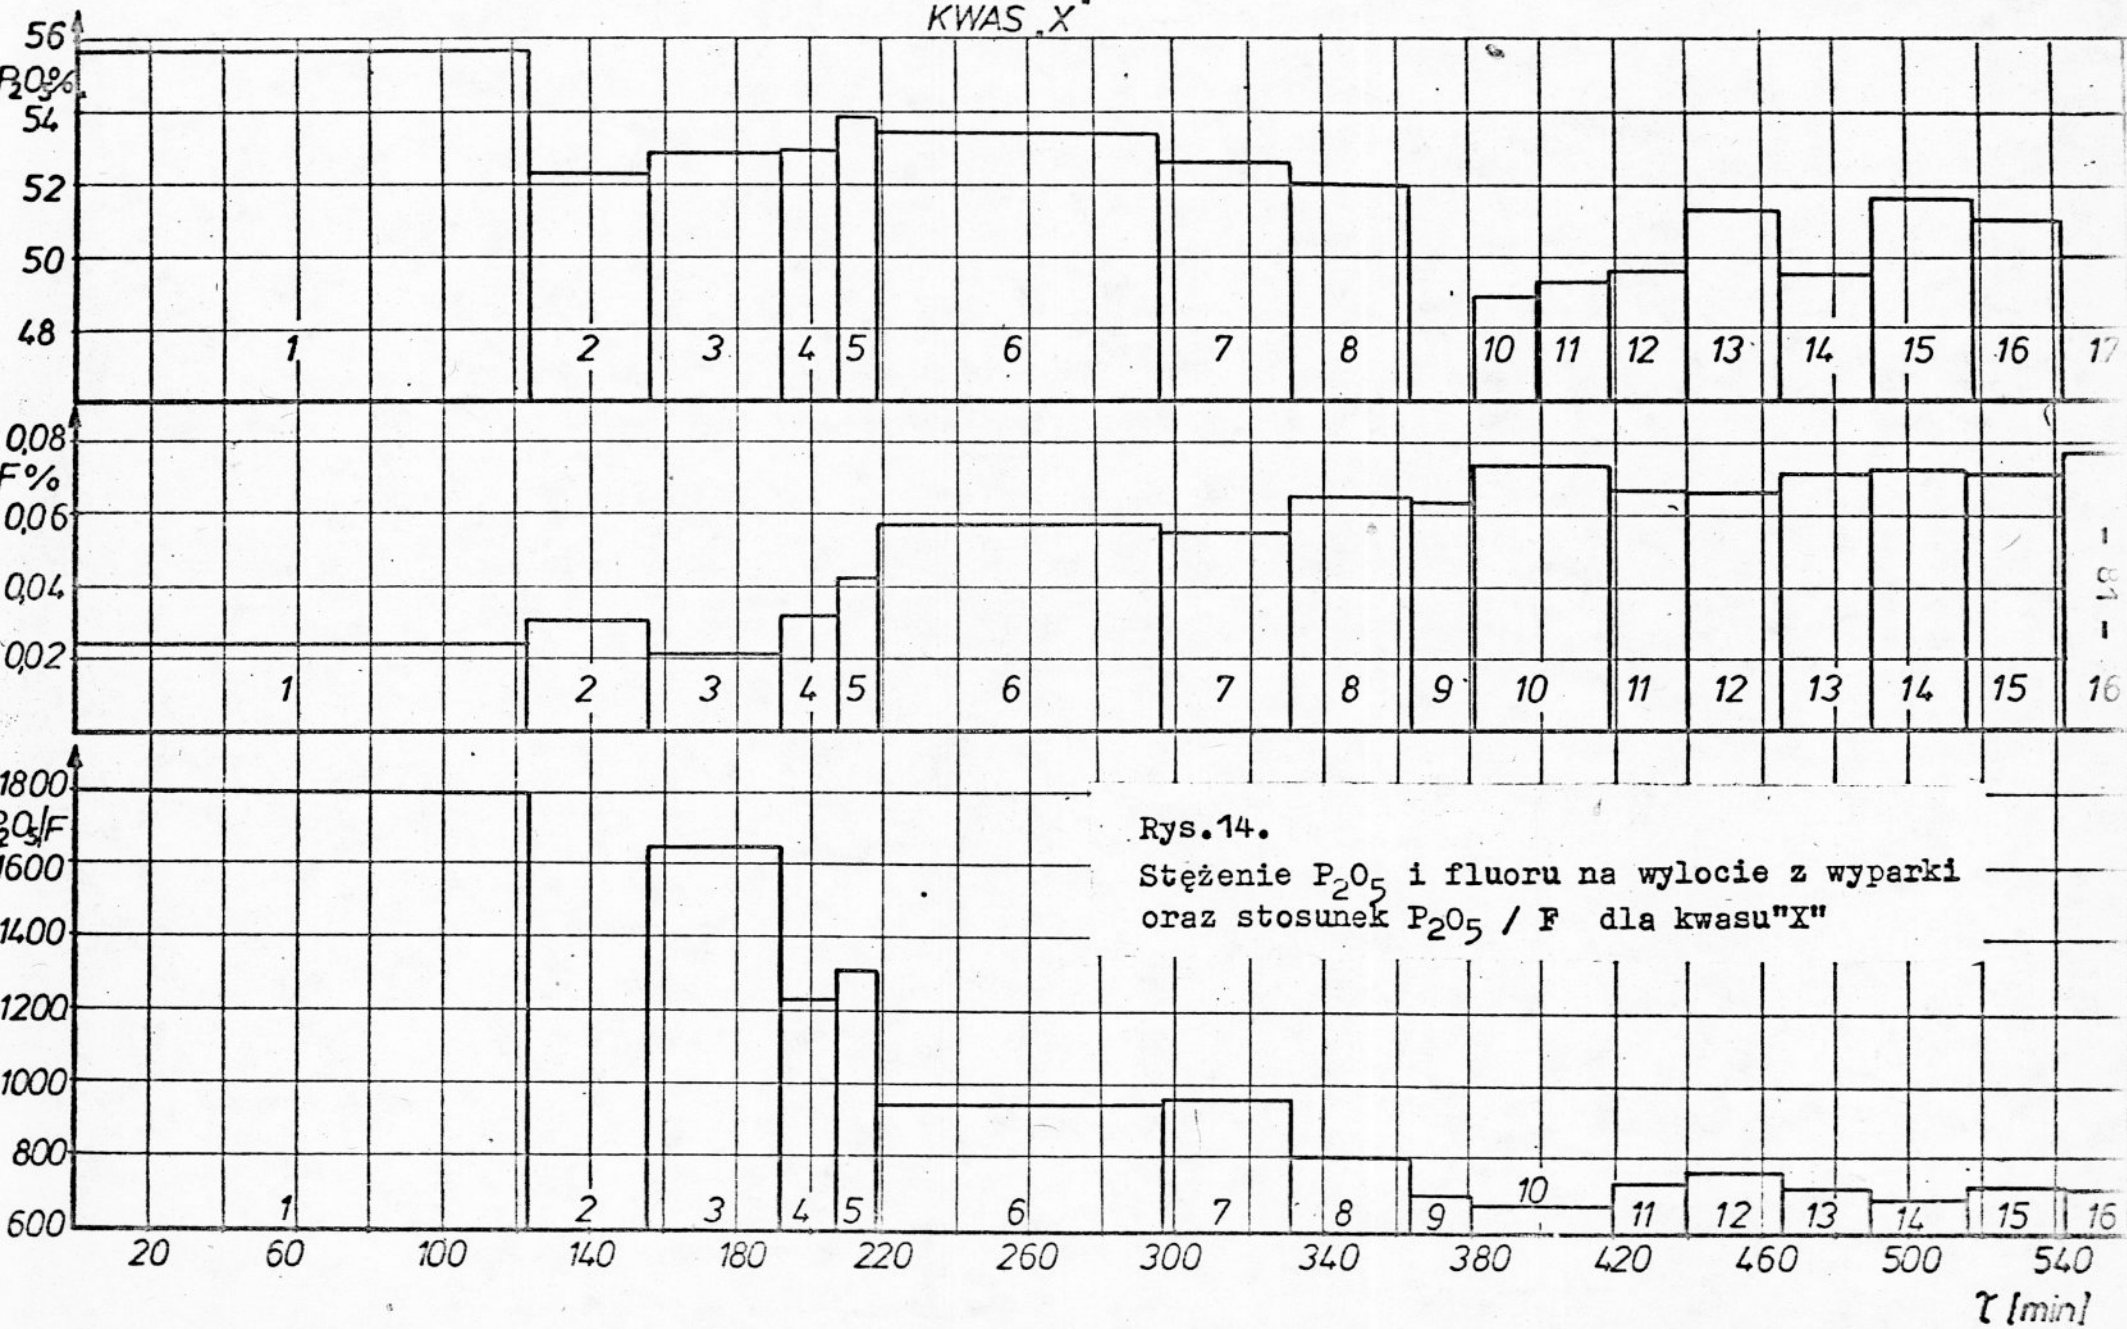 KWAS „X"
56
P₂O₅%
54
52
50
48
1 2 3 4 5 6 7 8 10 11 12 13 14 15 16 17
0,08
F%
0,06
0,04
0,02
1 2 3 4 5 6 7 8 9 10 11 12 13 14 15 16
- 81 -
1800
P₂O₅/F
1600
1400
1200
1000
800
600
1 2 3 4 5 6 7 8 9 10 11 12 13 14 15 16
20 60 100 140 180 220 260 300 340 380 420 460 500 540
τ [min]
Rys.14.
Stężenie P₂O₅ i fluoru na wylocie z wyparki
oraz stosunek P₂O₅ / F dla kwasu"X"